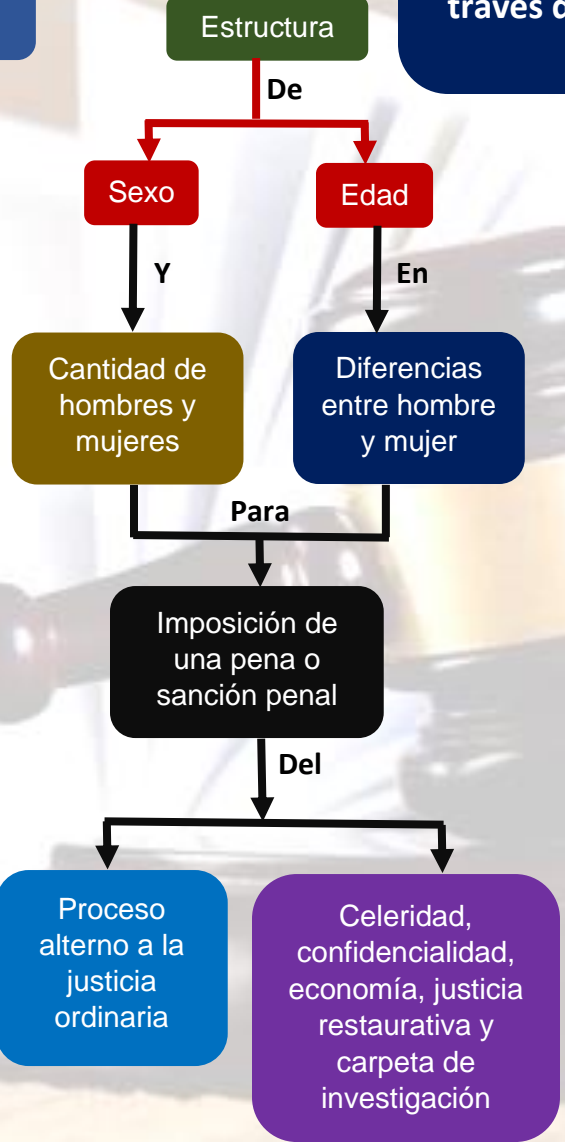 través d
Estructura
De
Sexo
Edad
Y
En
Cantidad de
hombres y
mujeres
Diferencias
entre hombre
y mujer
Para
Imposición de
una pena o
sanción penal
Del
Proceso
alterno a la
justicia
ordinaria
Celeridad,
confidencialidad,
economía, justicia
restaurativa y
carpeta de
investigación